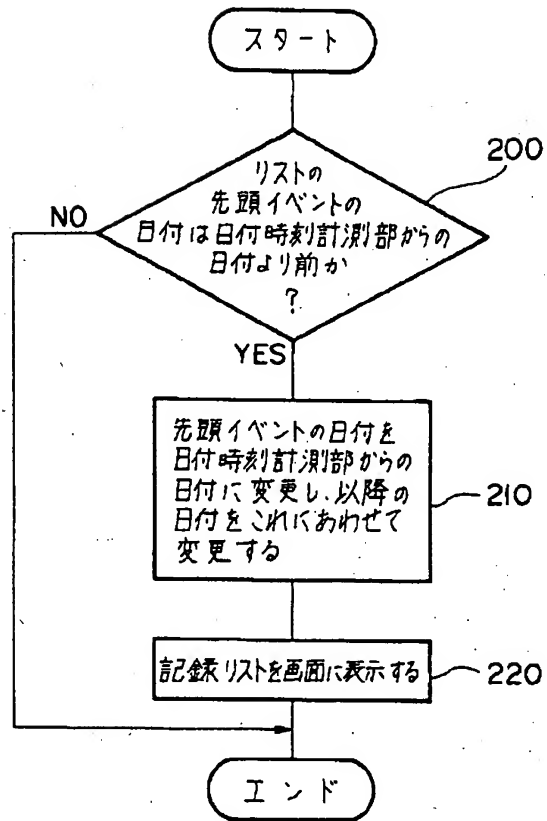 スタート
リストの
先頭イベントの
日付は日付時刻計測部からの
日付より前か
?
200
NO
YES
先頭イベントの日付を
日付時刻計測部からの
日付に変更し、以降の
日付をこれにあわせて
変更する
210
記録リストを画面に表示する
220
エンド